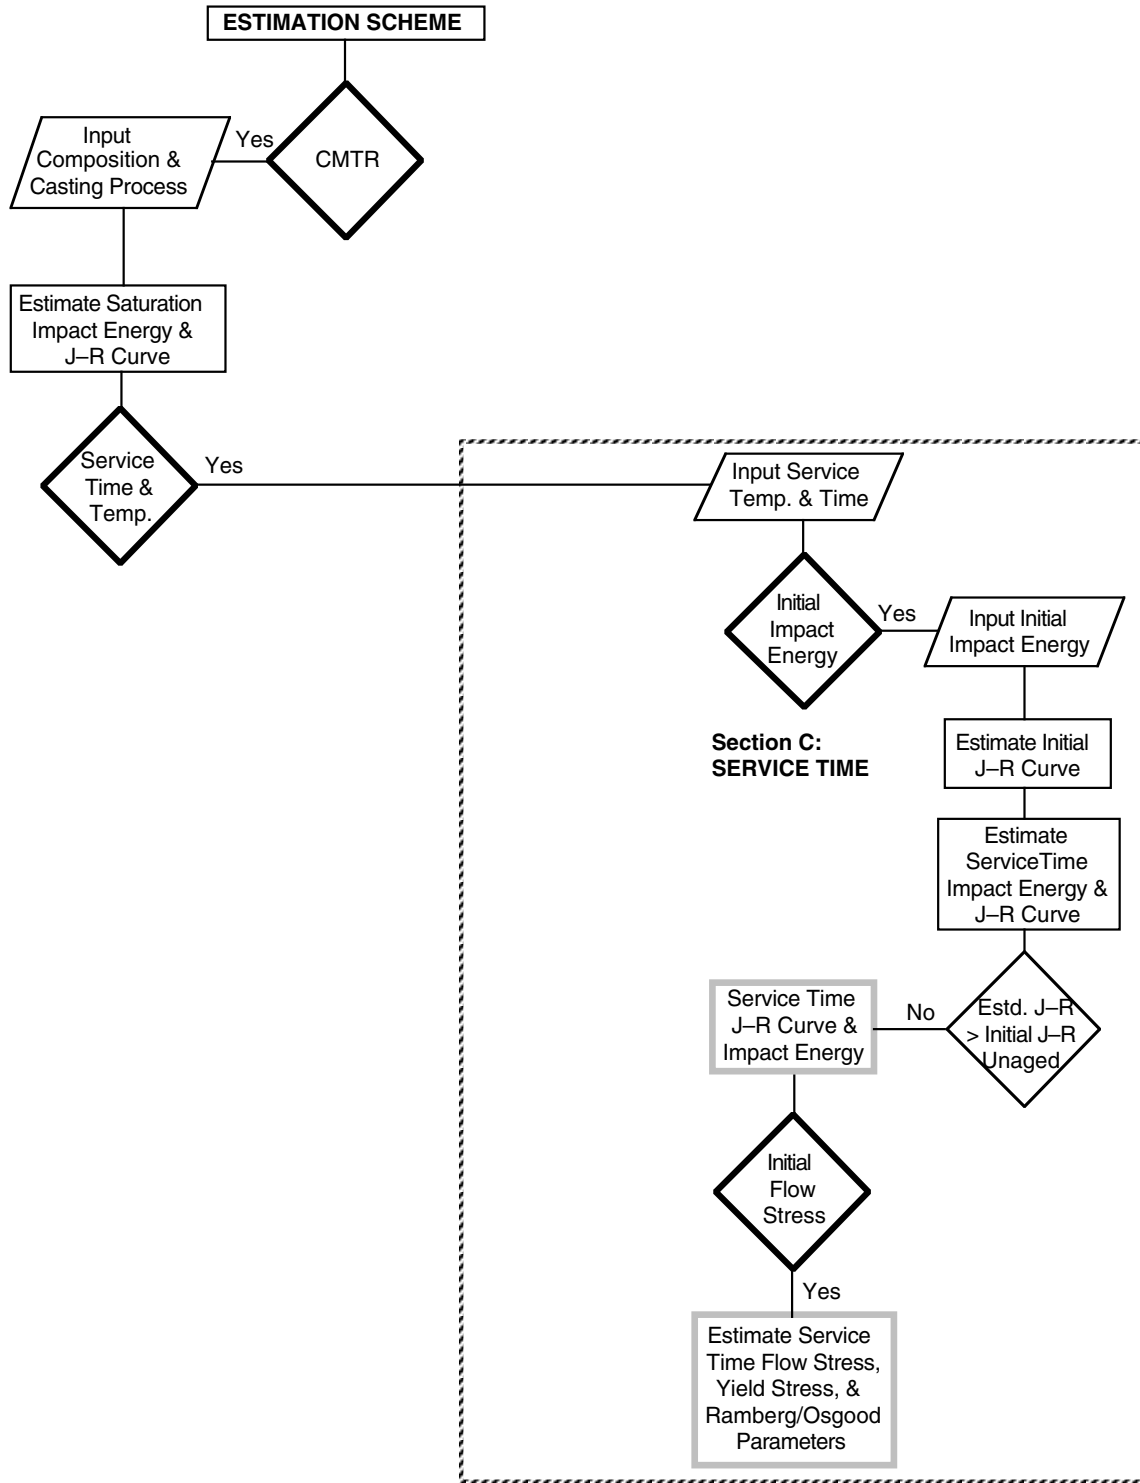 ESTIMATION SCHEME
CMTR
Yes
Input
Composition &
Casting Process
Estimate Saturation
Impact Energy &
J–R Curve
Service
Time &
Temp.
Yes
Input Service
Temp. & Time
Initial
Impact
Energy
Yes
Input Initial
Impact Energy
Section C:
SERVICE TIME
Estimate Initial
J–R Curve
Estimate
ServiceTime
Impact Energy &
J–R Curve
Estd. J–R
> Initial J–R
Unaged
No
Service Time
J–R Curve &
Impact Energy
Initial
Flow
Stress
Yes
Estimate Service
Time Flow Stress,
Yield Stress, &
Ramberg/Osgood
Parameters